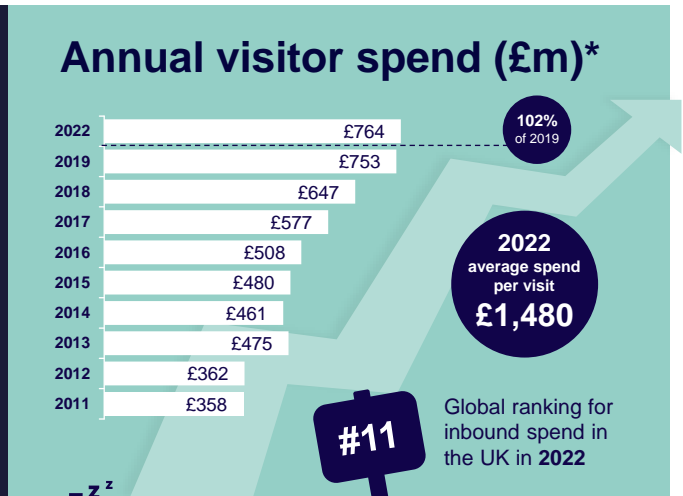 Annual visitor spend (£m)*
2022 £764
102%
of 2019
2019 £753
2018 £647
2017 £577
2016 £508
2015 £480
2014 £461
2013 £475
2012 £362
2011 £358
2022
average spend
per visit
£1,480
#11
Global ranking for
inbound spend in
the UK in 2022
z z